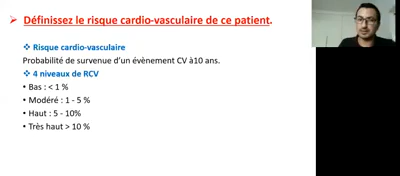 ➢ Définissez le risque cardio-vasculaire de ce patient.
❖ Risque cardio-vasculaire
Probabilité de survenue d'un évènement CV à10 ans.
❖ 4 niveaux de RCV
• Bas : < 1 %
• Modéré : 1 - 5 %
• Haut : 5 - 10%
• Très haut > 10 %